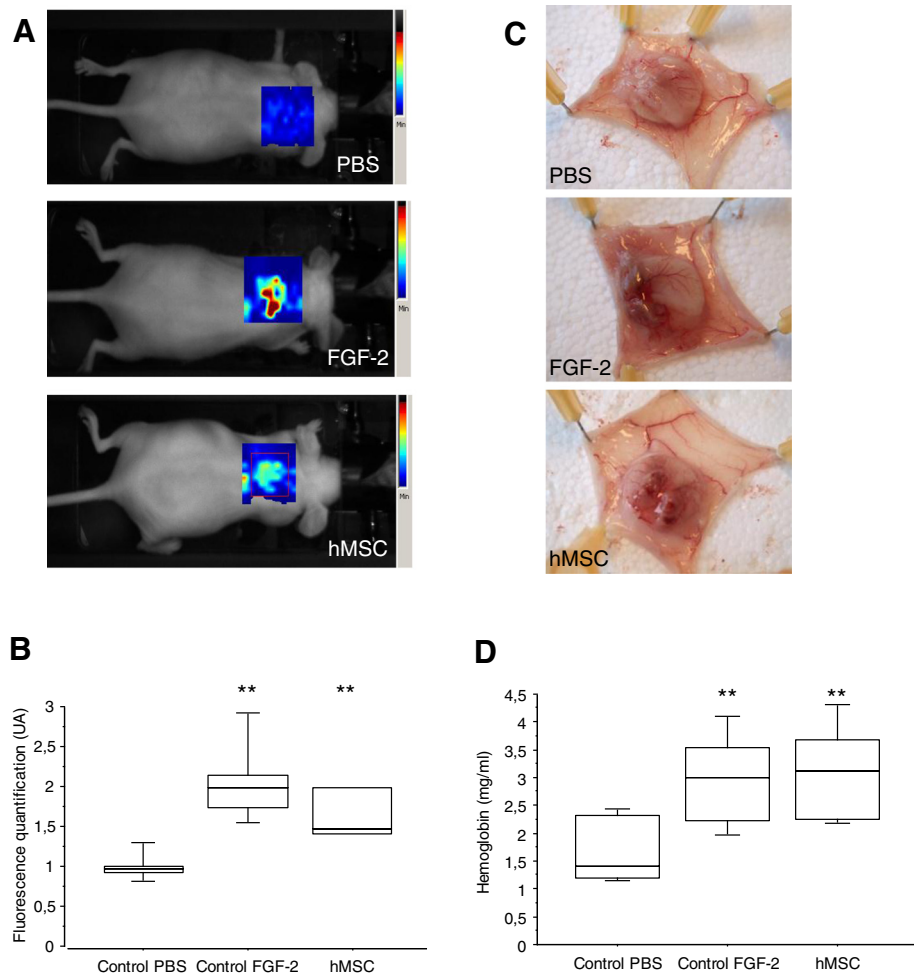 A
Min
PBS
Min
FGF-2
Min
hMSC
C
PBS
FGF-2
hMSC
B
Fluorescence quantification (UA)
3
2,5
2
1,5
1
0,5
0
**
**
Control PBS
Control FGF-2
hMSC
D
Hemoglobin (mg/ml)
4,5
4
3,5
3
2,5
2
1,5
1
0,5
0
**
**
Control PBS
Control FGF-2
hMSC